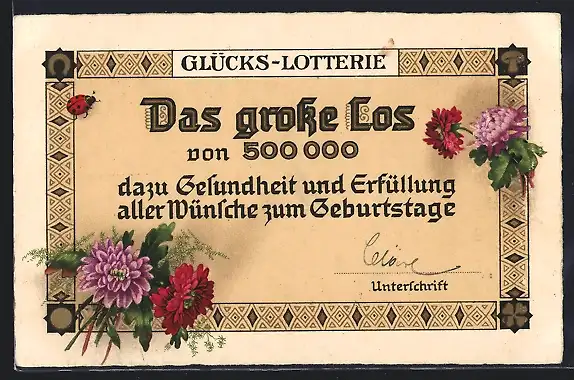 GLÜCKS-LOTTERIE
Das große Los
von 500 000
dazu Gesundheit und Erfüllung
aller Wünsche zum Geburtstage
Unterschrift